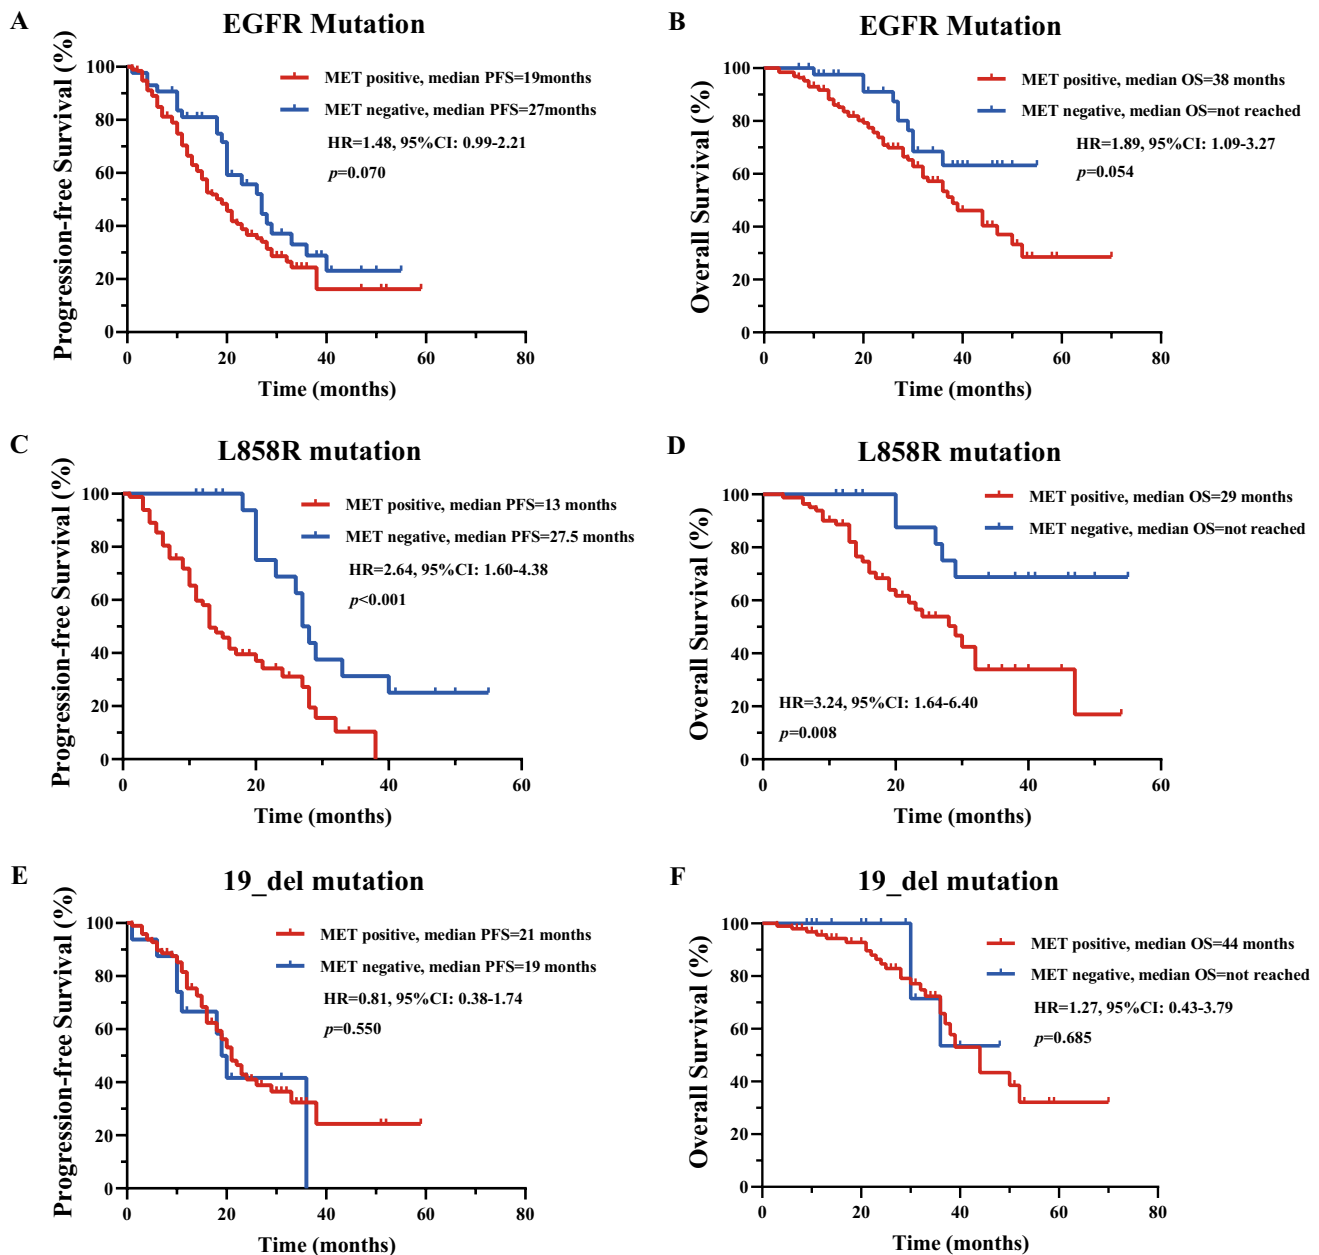 A
EGFR Mutation
Progression-free Survival (%)
MET positive, median PFS=19months
MET negative, median PFS=27months
HR=1.48, 95%CI: 0.99-2.21
p=0.070
100
80
60
40
20
0
0 20 40 60 80
Time (months)
B
EGFR Mutation
Overall Survival (%)
MET positive, median OS=38 months
MET negative, median OS=not reached
HR=1.89, 95%CI: 1.09-3.27
p=0.054
100
80
60
40
20
0
0 20 40 60 80
Time (months)
C
L858R mutation
Progression-free Survival (%)
MET positive, median PFS=13 months
MET negative, median PFS=27.5 months
HR=2.64, 95%CI: 1.60-4.38
p<0.001
100
80
60
40
20
0
0 20 40 60
Time (months)
D
L858R mutation
Overall Survival (%)
MET positive, median OS=29 months
MET negative, median OS=not reached
HR=3.24, 95%CI: 1.64-6.40
p=0.008
100
80
60
40
20
0
0 20 40 60
Time (months)
E
19_del mutation
Progression-free Survival (%)
MET positive, median PFS=21 months
MET negative, median PFS=19 months
HR=0.81, 95%CI: 0.38-1.74
p=0.550
100
80
60
40
20
0
0 20 40 60 80
Time (months)
F
19_del mutation
Overall Survival (%)
MET positive, median OS=44 months
MET negative, median OS=not reached
HR=1.27, 95%CI: 0.43-3.79
p=0.685
100
80
60
40
20
0
0 20 40 60 80
Time (months)